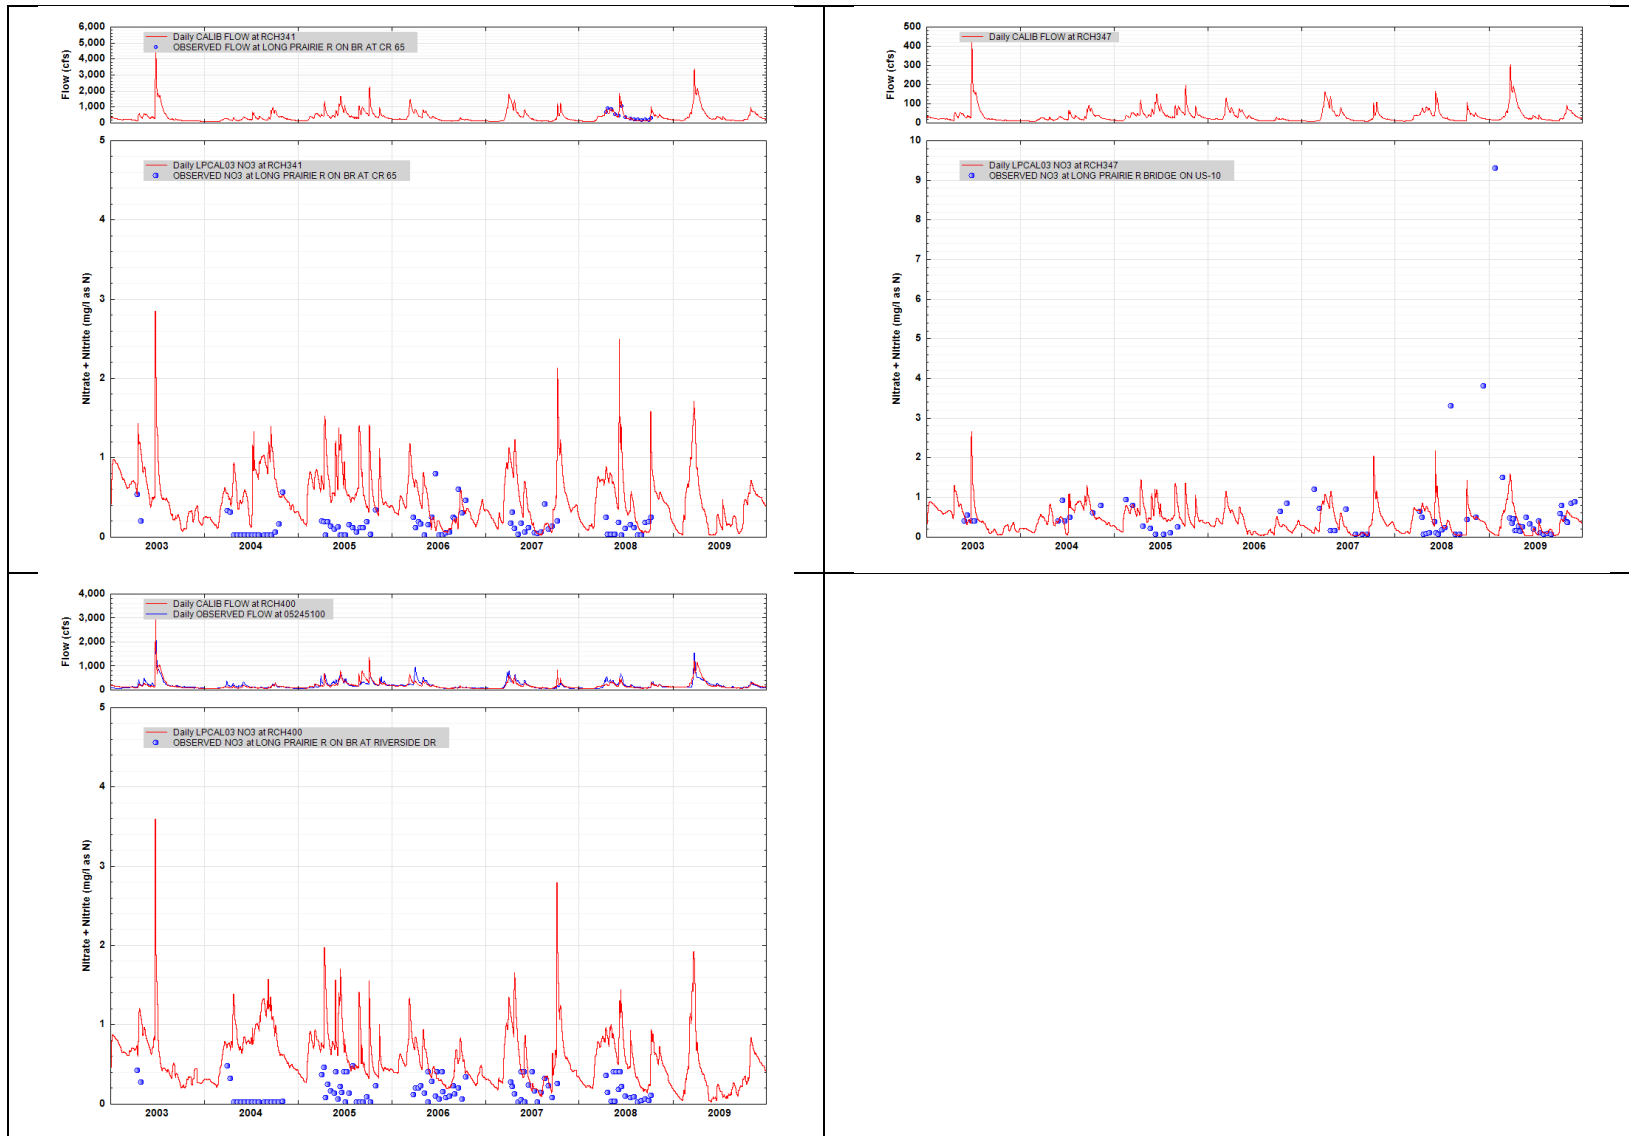 6,000
5,000
4,000
3,000
2,000
1,000
0
Flow (cfs)
Daily CALIB FLOW at RCH341
OBSERVED FLOW at LONG PRAIRIE R ON BR AT CR 65
5
4
3
2
1
0
Nitrate + Nitrite (mg/l as N)
Daily LPCAL03 NO3 at RCH341
OBSERVED NO3 at LONG PRAIRIE R ON BR AT CR 65
2003 2004 2005 2006 2007 2008 2009
500
400
300
200
100
0
Flow (cfs)
Daily CALIB FLOW at RCH347
10
9
8
7
6
5
4
3
2
1
0
Nitrate + Nitrite (mg/l as N)
Daily LPCAL03 NO3 at RCH347
OBSERVED NO3 at LONG PRAIRIE R BRIDGE ON US-10
2003 2004 2005 2006 2007 2008 2009
4,000
3,000
2,000
1,000
0
Flow (cfs)
Daily CALIB FLOW at RCH400
Daily OBSERVED FLOW at 05245100
5
4
3
2
1
0
Nitrate + Nitrite (mg/l as N)
Daily LPCAL03 NO3 at RCH400
OBSERVED NO3 at LONG PRAIRIE R ON BR AT RIVERSIDE DR
2003 2004 2005 2006 2007 2008 2009